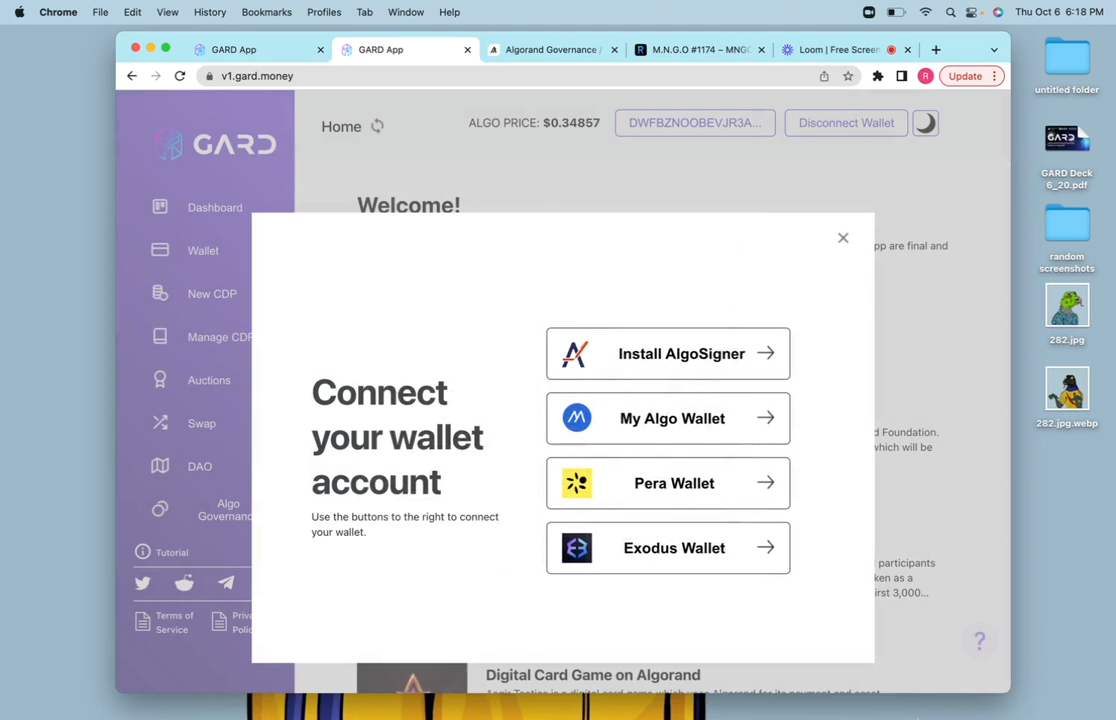 Chrome File Edit View History Bookmarks Profiles Tab Window Help
Thu Oct 6 6:18 PM
GARD App
GARD App
Algorand Governance
M.N.G.O #1174 – MNG
Loom | Free Screen
v1.gard.money
Update
GARD
Home
ALGO PRICE: $0.34857
DWFBZNOOBEVJR3A...
Disconnect Wallet
Dashboard
Wallet
New CDP
Manage CDP
Auctions
Swap
DAO
Algo
Governanc
Tutorial
Terms of
Service
Priva
Polic
Welcome!
app are final and
Connect
your wallet
account
Use the buttons to the right to connect
your wallet.
Install AlgoSigner
My Algo Wallet
Pera Wallet
Exodus Wallet
d Foundation.
which will be
participants
ken as a
irst 3,000...
?
Digital Card Game on Algorand
untitled folder
GARD
GARD Deck
6_20.pdf
random
screenshots
282.jpg
282.jpg.webp